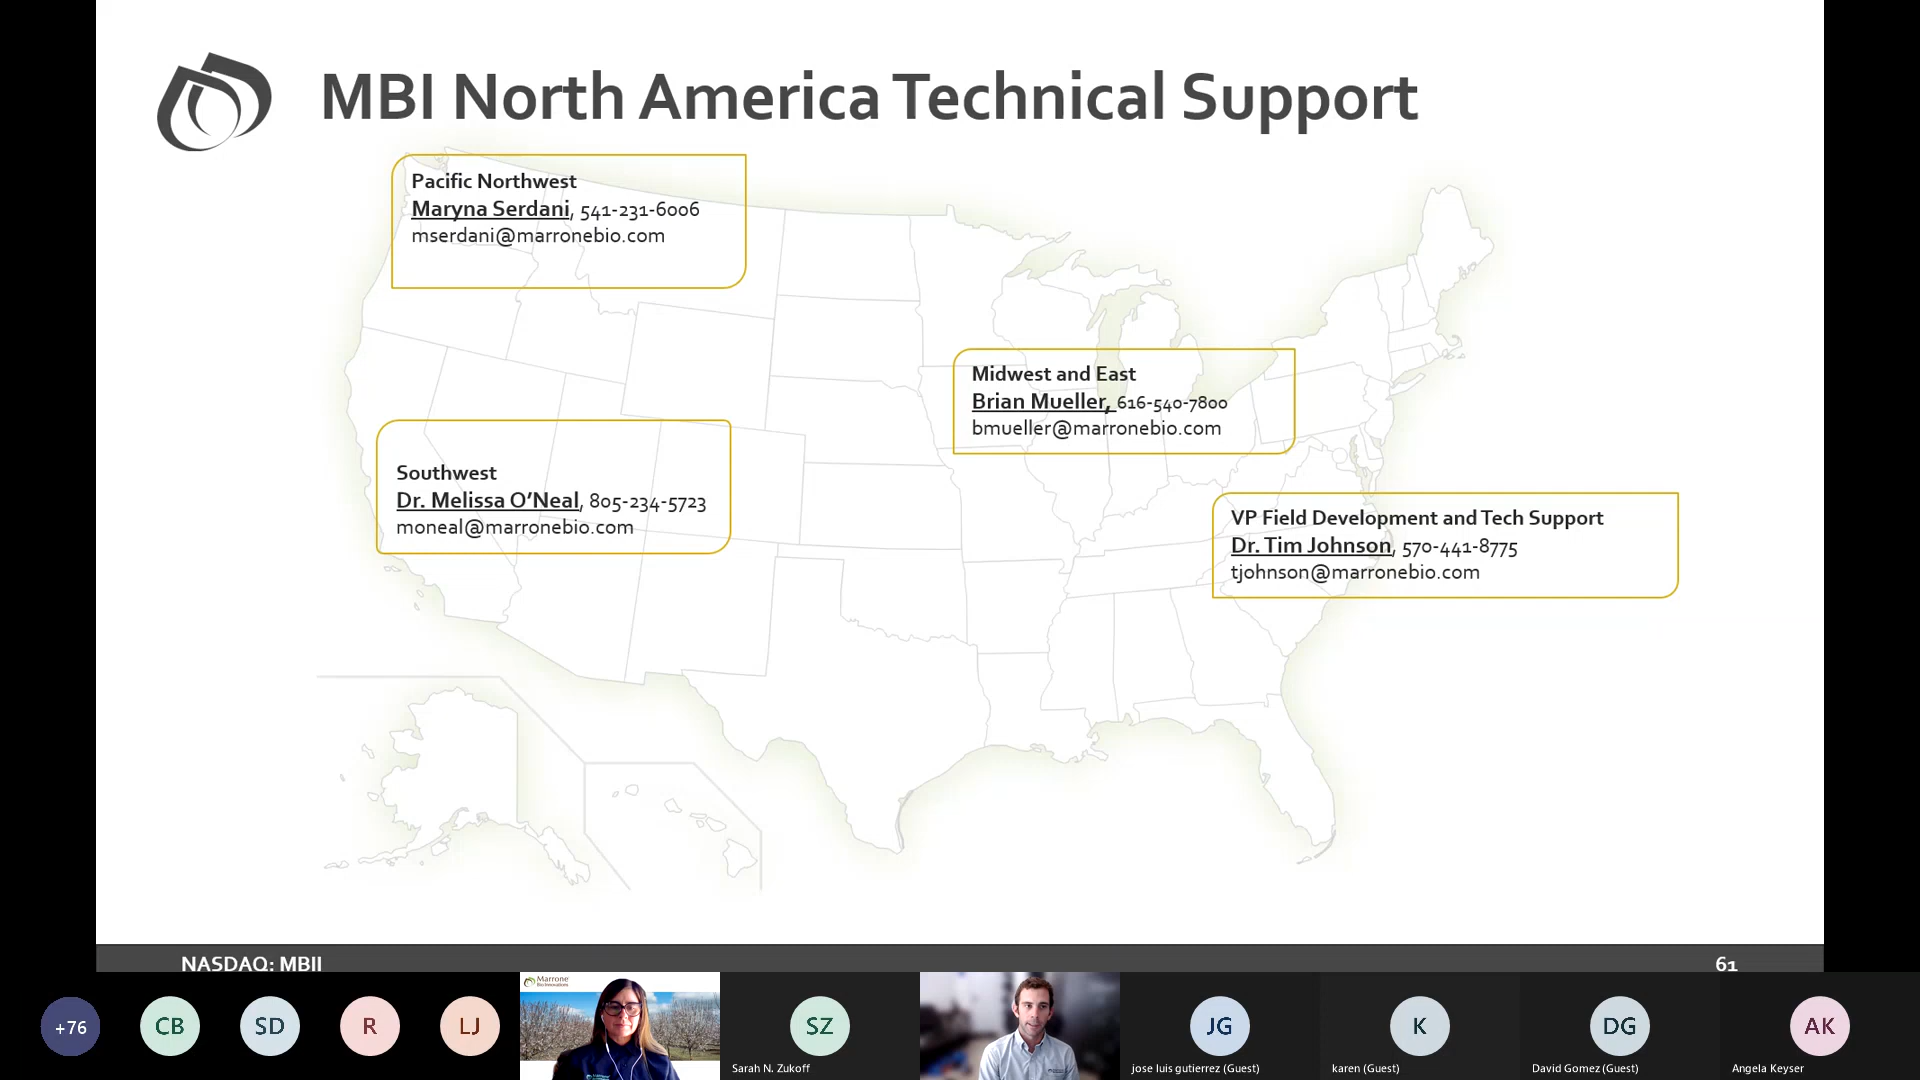 MBI North America Technical Support
Pacific Northwest
Maryna Serdani, 541-231-6006
mserdani@marronebio.com
Midwest and East
Brian Mueller, 616-540-7800
bmueller@marronebio.com
Southwest
Dr. Melissa O’Neal, 805-234-5723
moneal@marronebio.com
VP Field Development and Tech Support
Dr. Tim Johnson, 570-441-8775
tjohnson@marronebio.com
NASDAQ: MBII
61
+76
CB
SD
R
LJ
Marrone
Bio Innovations
SZ
Sarah N. Zukoff
JG
jose luis gutierrez (Guest)
K
karen (Guest)
DG
David Gomez (Guest)
AK
Angela Keyser